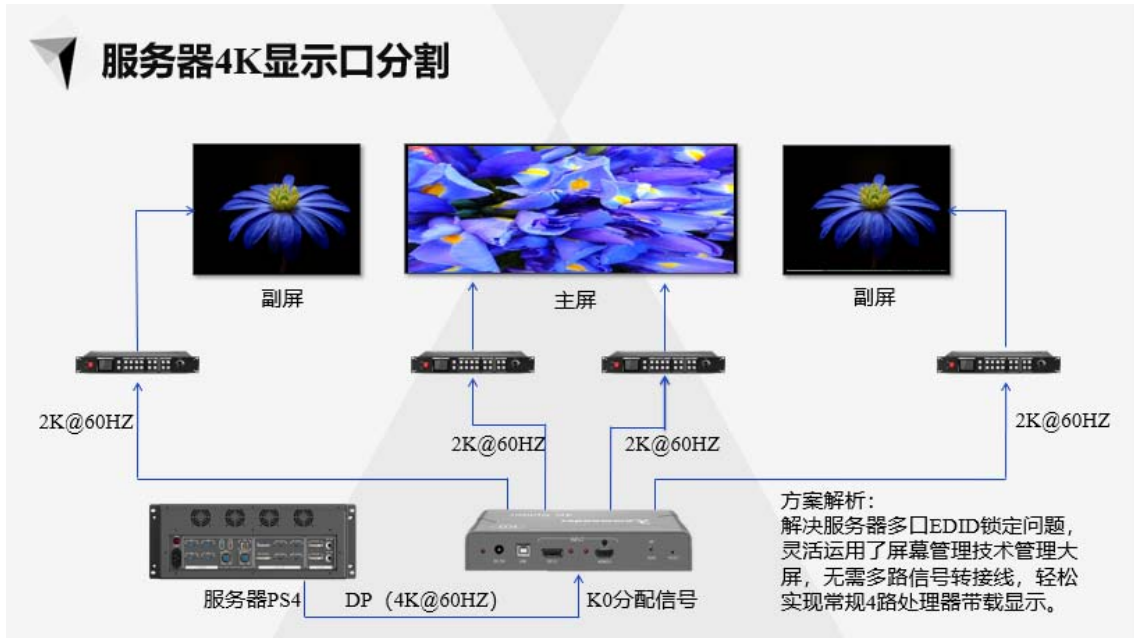 服务器4K显示口分割
副屏
主屏
副屏
2K@60HZ
2K@60HZ
2K@60HZ
2K@60HZ
服务器PS4
DP（4K@60HZ）
K0分配信号
方案解析：
解决服务器多口EDID锁定问题，
灵活运用了屏幕管理技术管理大
屏，无需多路信号转接线，轻松
实现常规4路处理器带载显示。